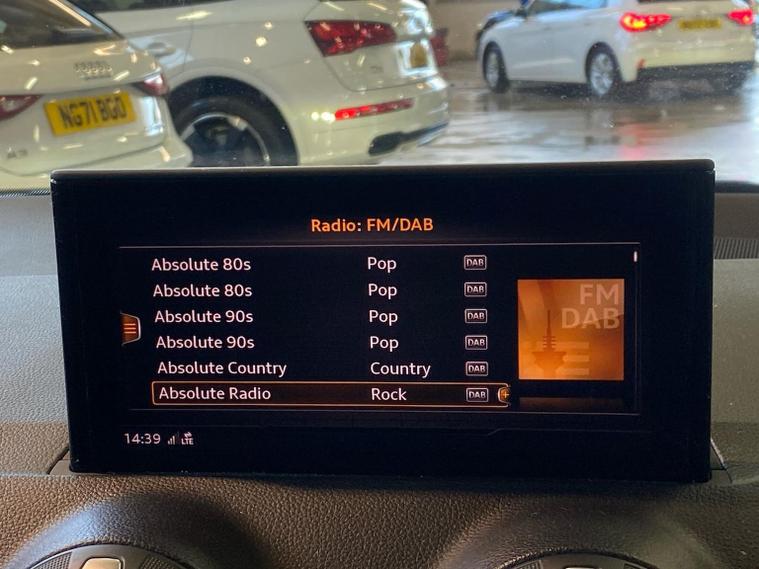 NG71 BGO
A3
Radio: FM/DAB
Absolute 80s Pop DAB
Absolute 80s Pop DAB
Absolute 90s Pop DAB
Absolute 90s Pop DAB
Absolute Country Country DAB
Absolute Radio Rock DAB
FM
DAB
14:39 LTE